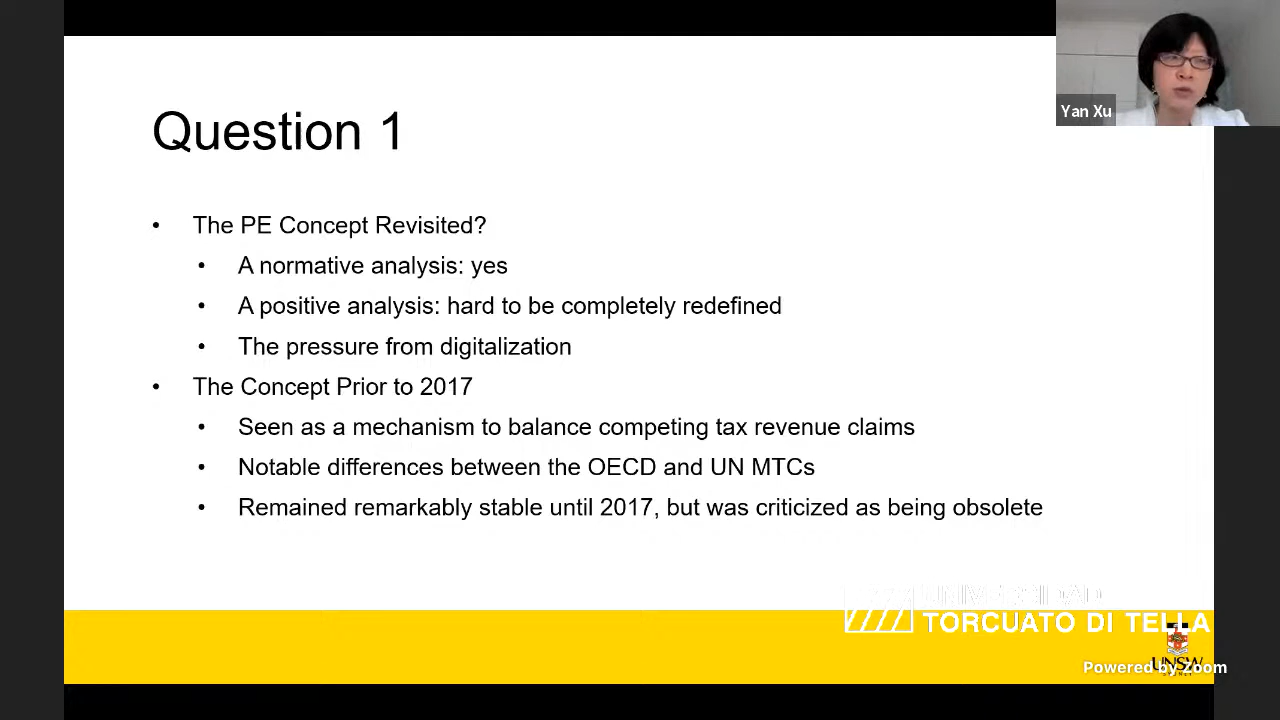 Yan Xu
Question 1
• The PE Concept Revisited?
• A normative analysis: yes
• A positive analysis: hard to be completely redefined
• The pressure from digitalization
• The Concept Prior to 2017
• Seen as a mechanism to balance competing tax revenue claims
• Notable differences between the OECD and UN MTCs
• Remained remarkably stable until 2017, but was criticized as being obsolete
UNIVERSIDAD
TORCUATO DI TELLA
UNSW
SYDNEY
Powered by Zoom